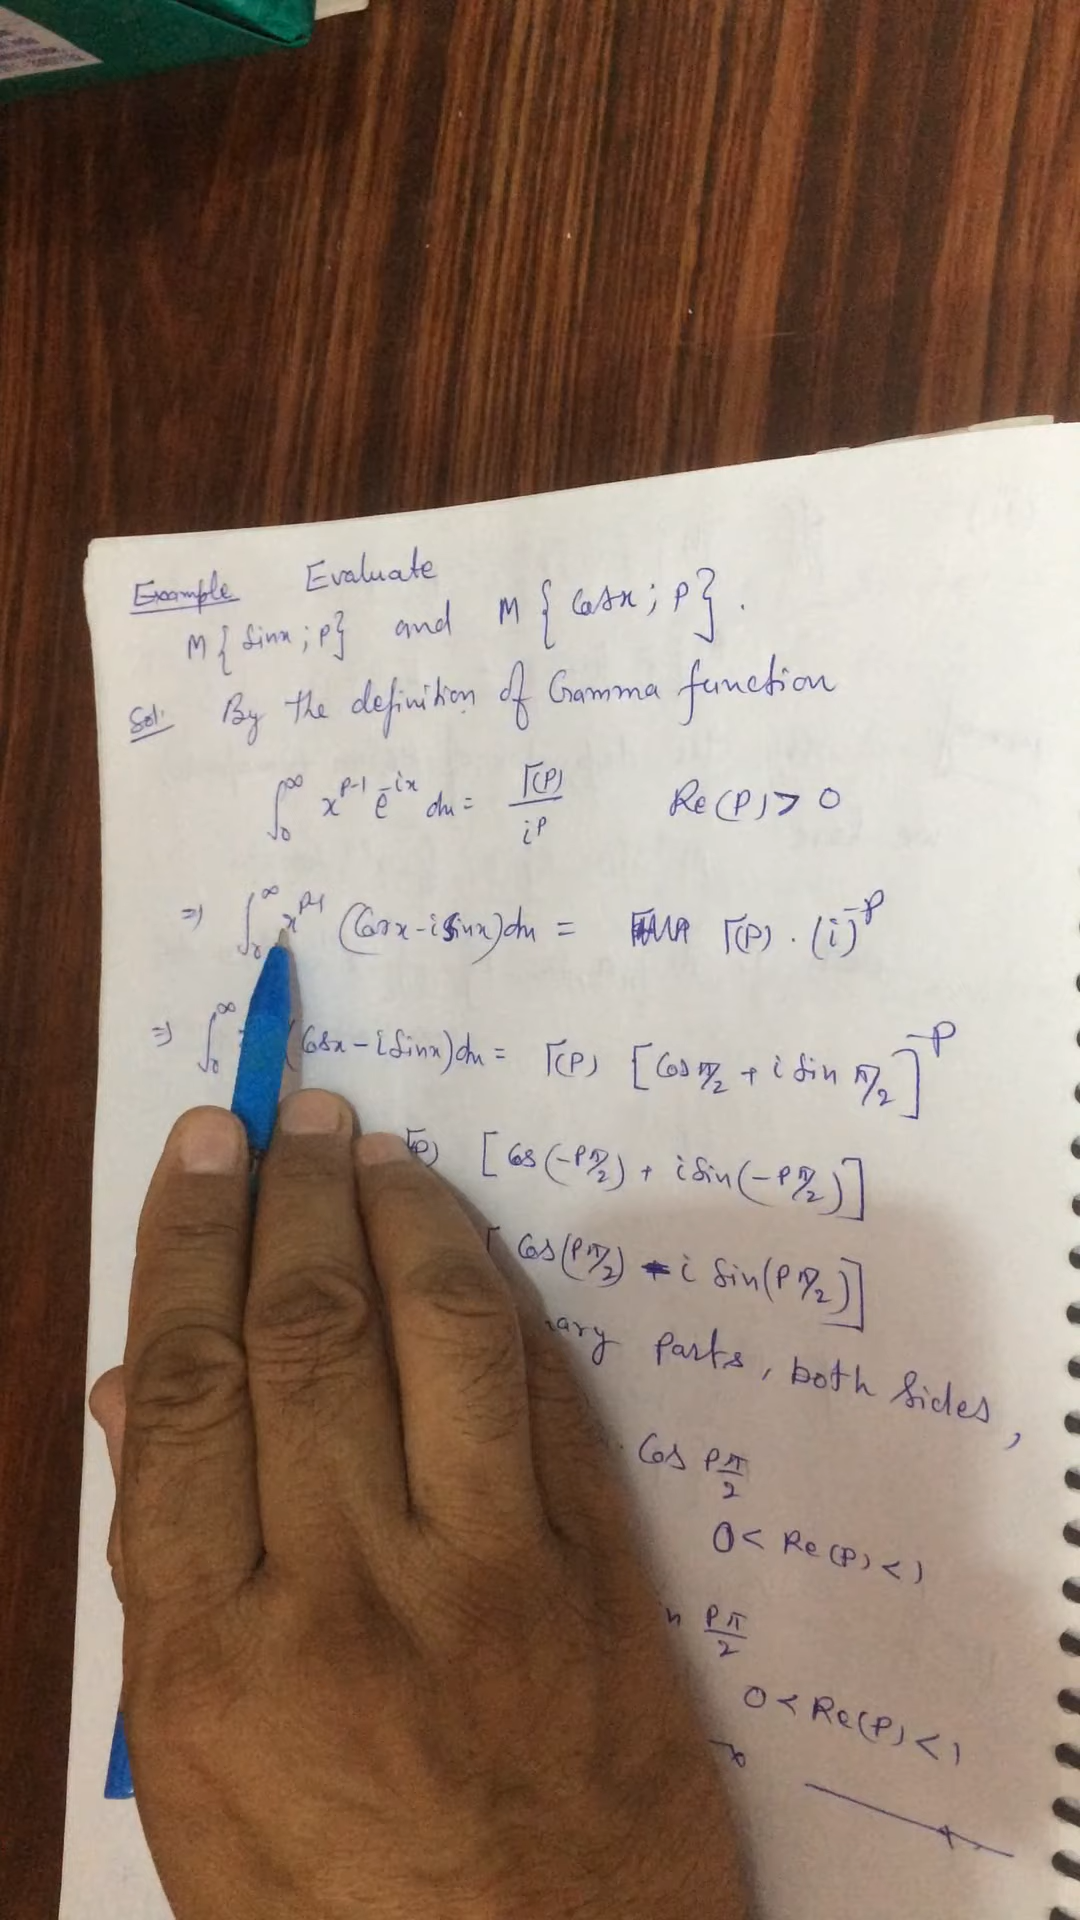 Example Evaluate
M{Sinx; P} and M{Cosx; P}.
Sol: By the definition of Gamma function
∫₀^∞ x^(P-1) e^(-ix) dx = Γ(P)/i^P Re(P) > 0
⇒ ∫₀^∞ x^(P-1) (Cosx - i Sinx)dx = Γ(P) . (i)^(-P)
⇒ ∫₀^∞ (Cosx - i Sinx)dx = Γ(P) [Cos π/2 + i Sin π/2]^(-P)
Γ(P) [Cos(-Pπ/2) + i Sin(-Pπ/2)]
[Cos(Pπ/2) - i Sin(Pπ/2)]
Parts, both Sides,
Cos Pπ/2
0 < Re(P) < 1
Pπ/2
0 < Re(P) < 1